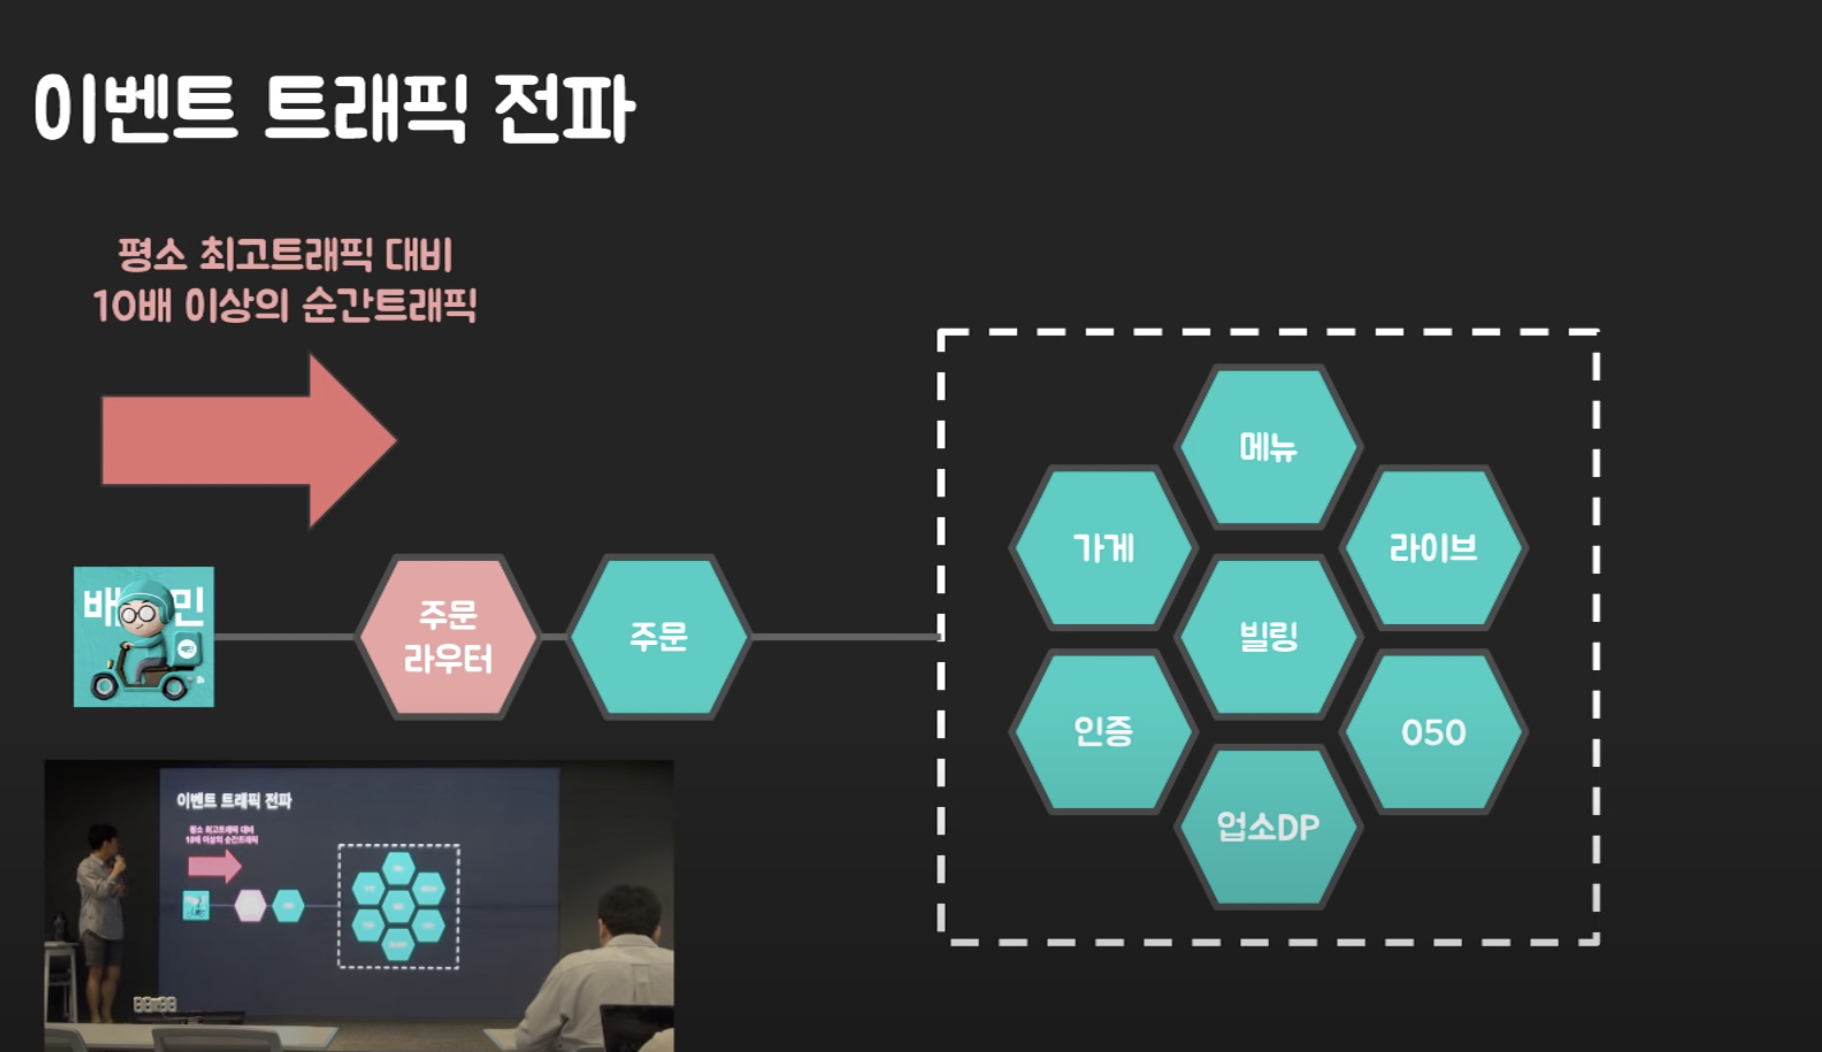 이벤트 트래픽 전파
평소 최고트래픽 대비
10배 이상의 순간트래픽
배 민
주문
라우터
주문
메뉴
가게
라이브
빌링
인증
050
업소DP
이벤트 트래픽 전파
평소 최고트래픽 대비
10배 이상의 순간트래픽